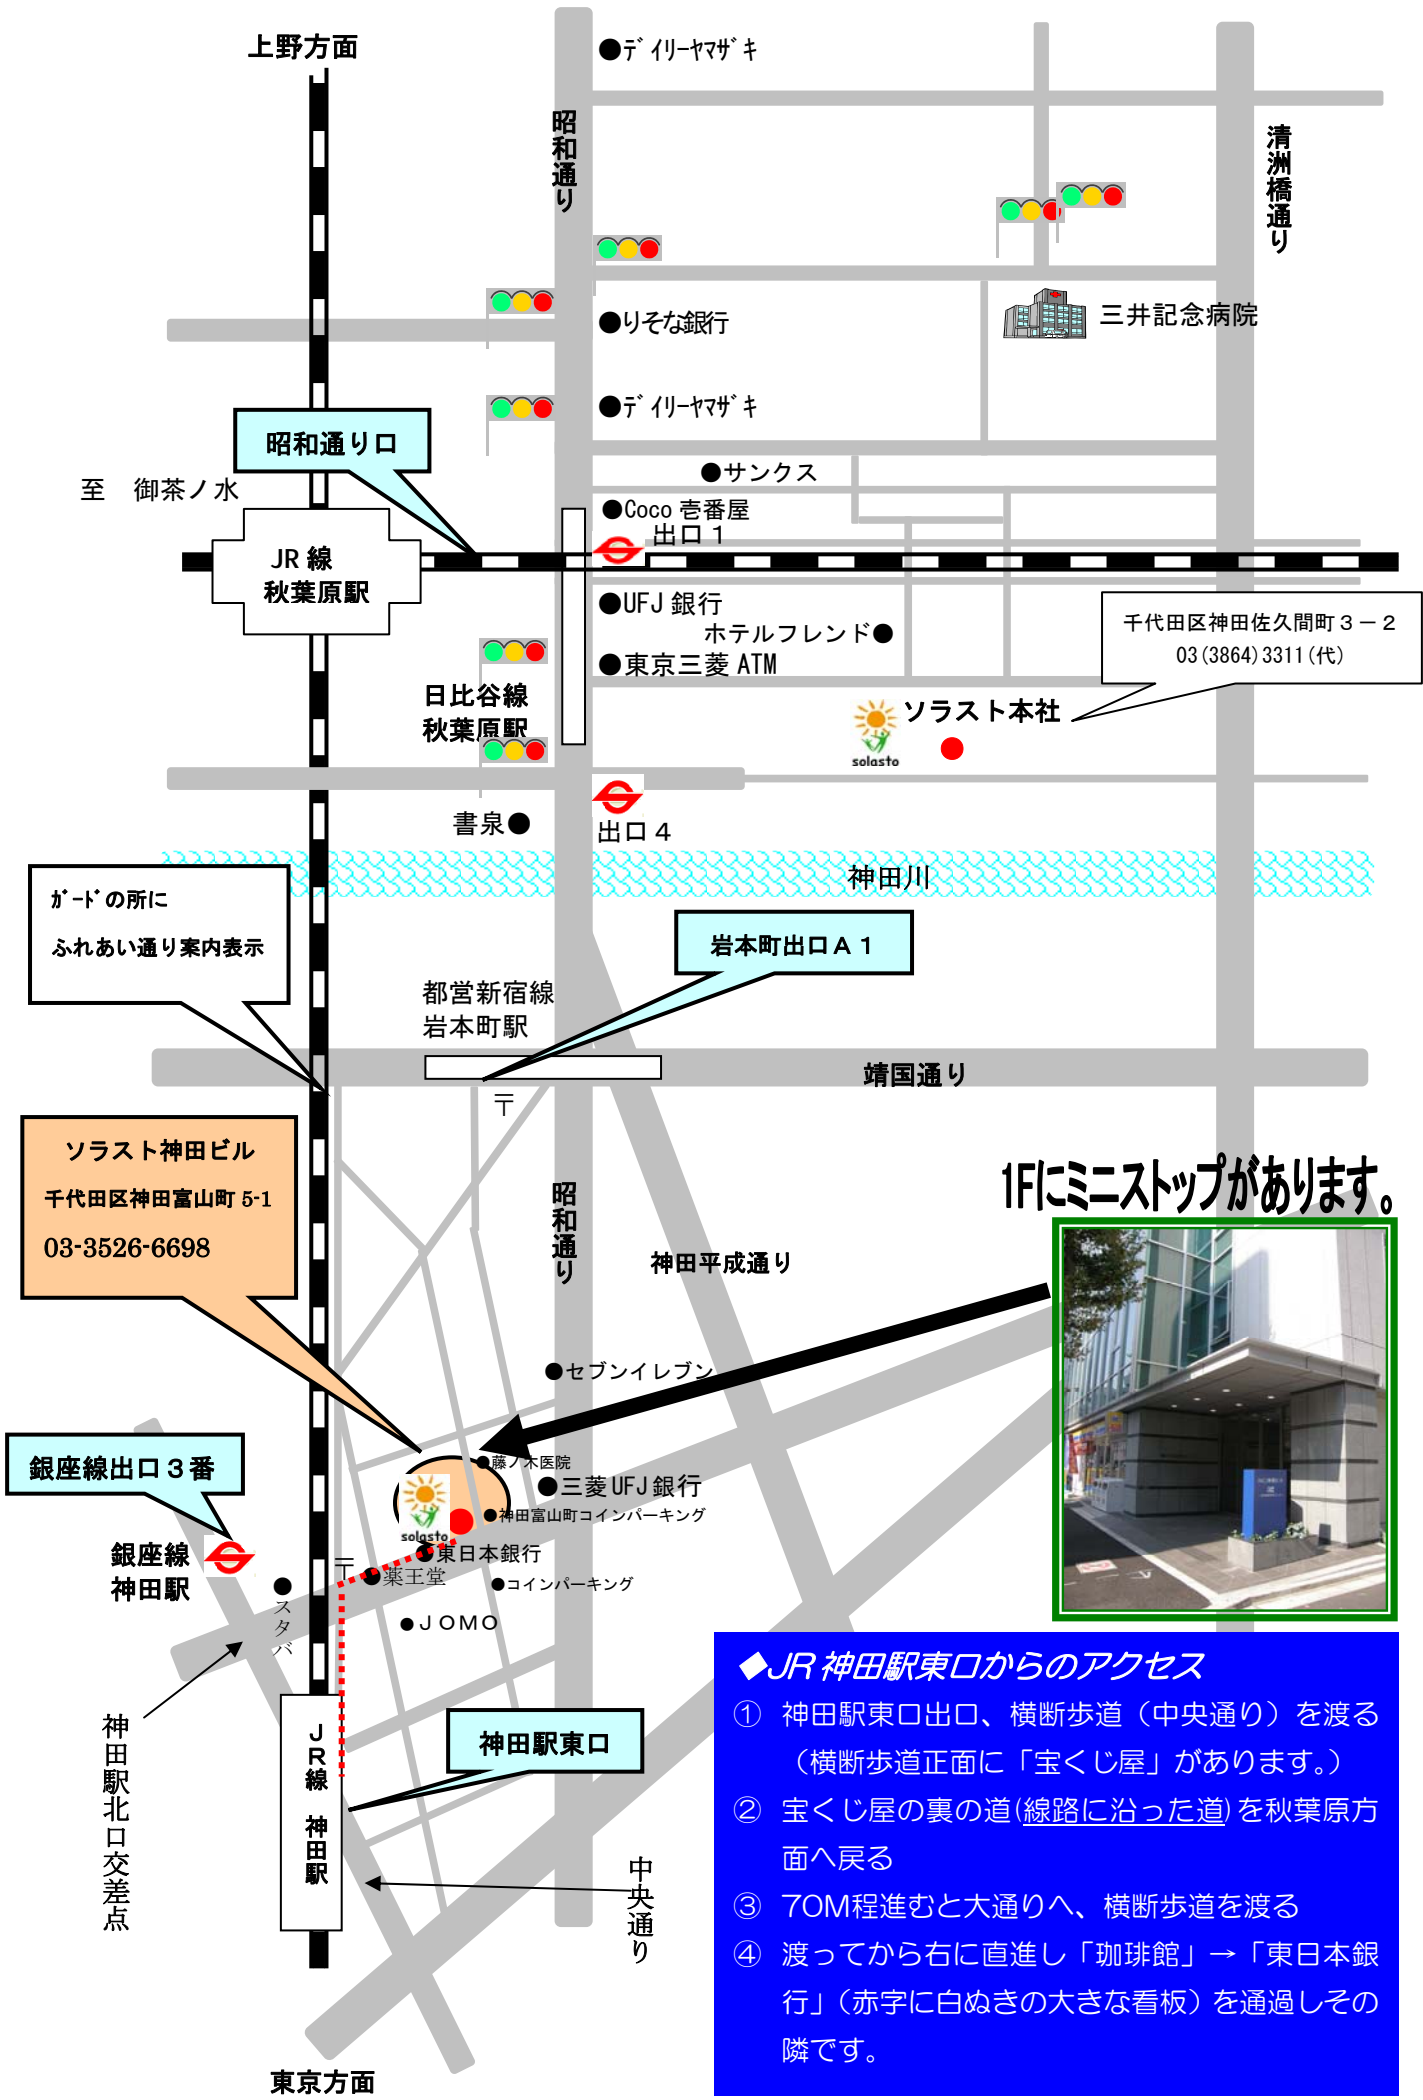 上野方面
●デイリーヤマザキ
昭和通り
清洲橋通り
●りそな銀行
三井記念病院
●デイリーヤマザキ
昭和通り口
●サンクス
至　御茶ノ水
●Coco 壱番屋
出口 1
JR 線
秋葉原駅
●UFJ 銀行
ホテルフレンド●
●東京三菱 ATM
千代田区神田佐久間町３－２
03(3864)3311(代)
日比谷線
秋葉原駅
ソラスト本社
solasto
書泉●
出口 4
神田川
ガードの所に
ふれあい通り案内表示
岩本町出口Ａ１
都営新宿線
岩本町駅
靖国通り
〒
ソラスト神田ビル
千代田区神田富山町 5-1
03-3526-6698
1Fにミニストップがあります。
昭和通り
神田平成通り
●セブンイレブン
銀座線出口３番
●藤ノ木医院
●三菱UFJ 銀行
●神田富山町コインパーキング
solasto
●東日本銀行
銀座線
神田駅
〒
●薬王堂
●コインパーキング
●スタバ
●ＪＯＭＯ
神田駅北口交差点
ＪＲ線　神田駅
神田駅東口
中央通り
◆JR 神田駅東口からのアクセス
① 神田駅東口出口、横断歩道（中央通り）を渡る
（横断歩道正面に「宝くじ屋」があります。）
② 宝くじ屋の裏の道(線路に沿った道)を秋葉原方
面へ戻る
③ 70M程進むと大通りへ、横断歩道を渡る
④ 渡ってから右に直進し「珈琲館」→「東日本銀
行」（赤字に白ぬきの大きな看板）を通過しその
隣です。
東京方面